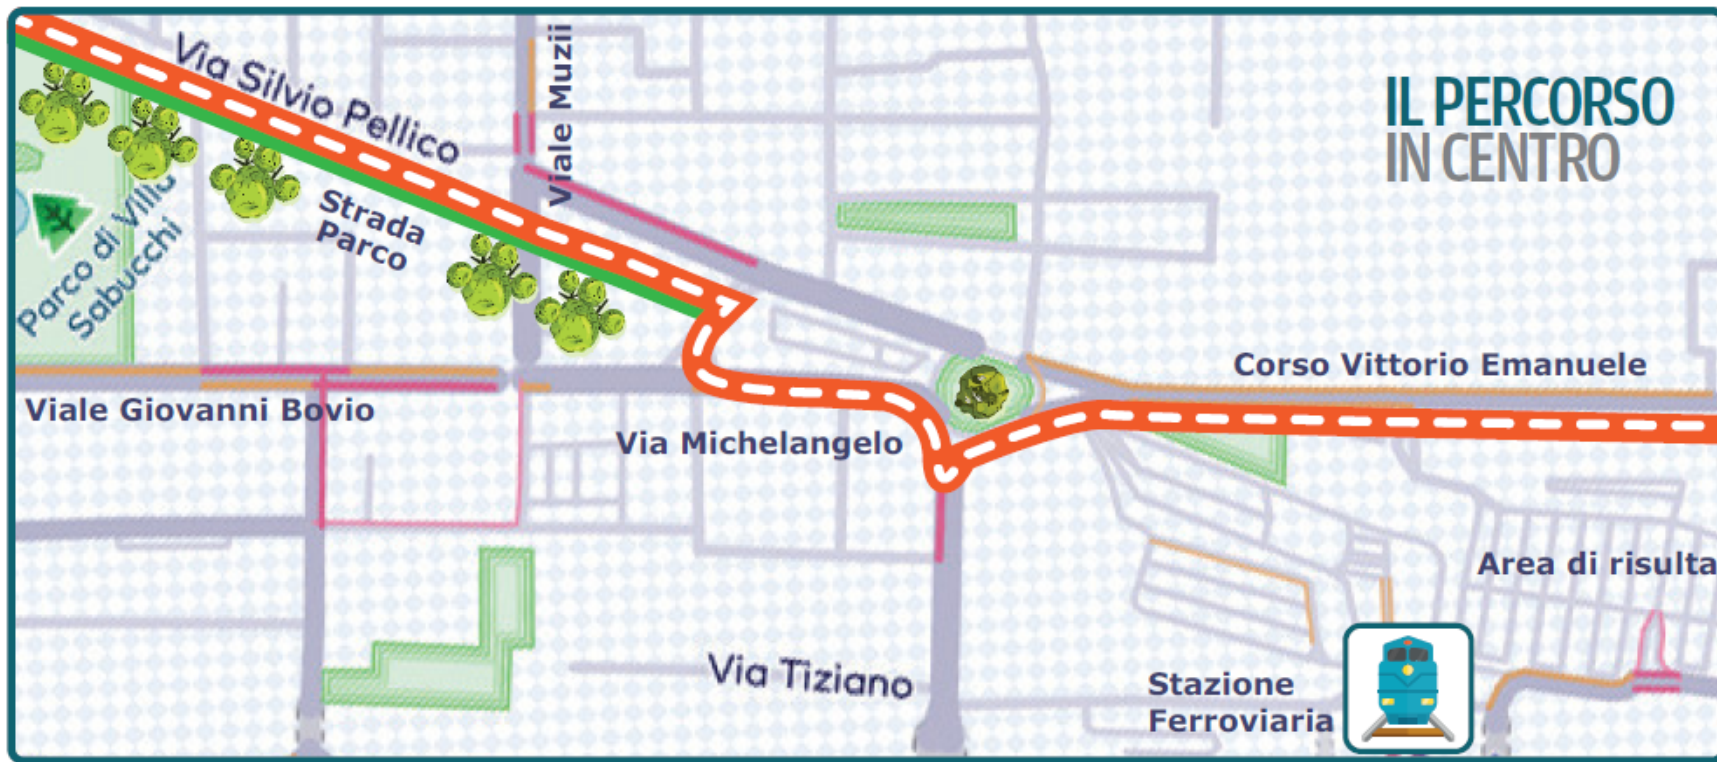 IL PERCORSO
IN CENTRO
Via Silvio Pellico
Viale Muzii
Strada
Parco
Parco di Villa
Sabucchi
Corso Vittorio Emanuele
Viale Giovanni Bovio
Via Michelangelo
Area di risulta
Via Tiziano
Stazione
Ferroviaria